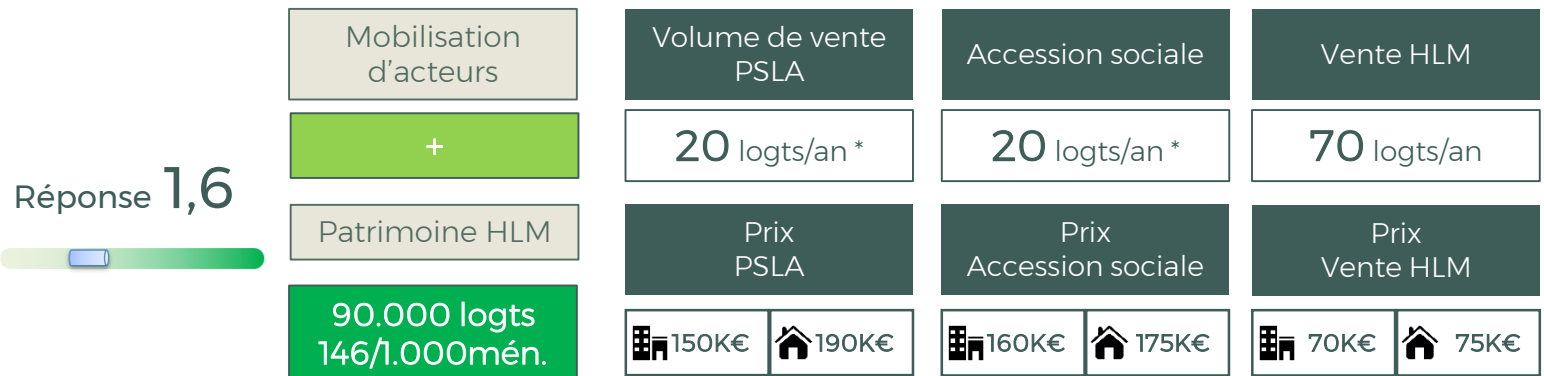 Réponse 1,6
Mobilisation
d'acteurs
+
Patrimoine HLM
90.000 logts
146/1.000mén.
Volume de vente
PSLA
20 logts/an *
Prix
PSLA
150K€
190K€
Accession sociale
20 logts/an *
Prix
Accession sociale
160K€
175K€
Vente HLM
70 logts/an
Prix
Vente HLM
70K€
75K€